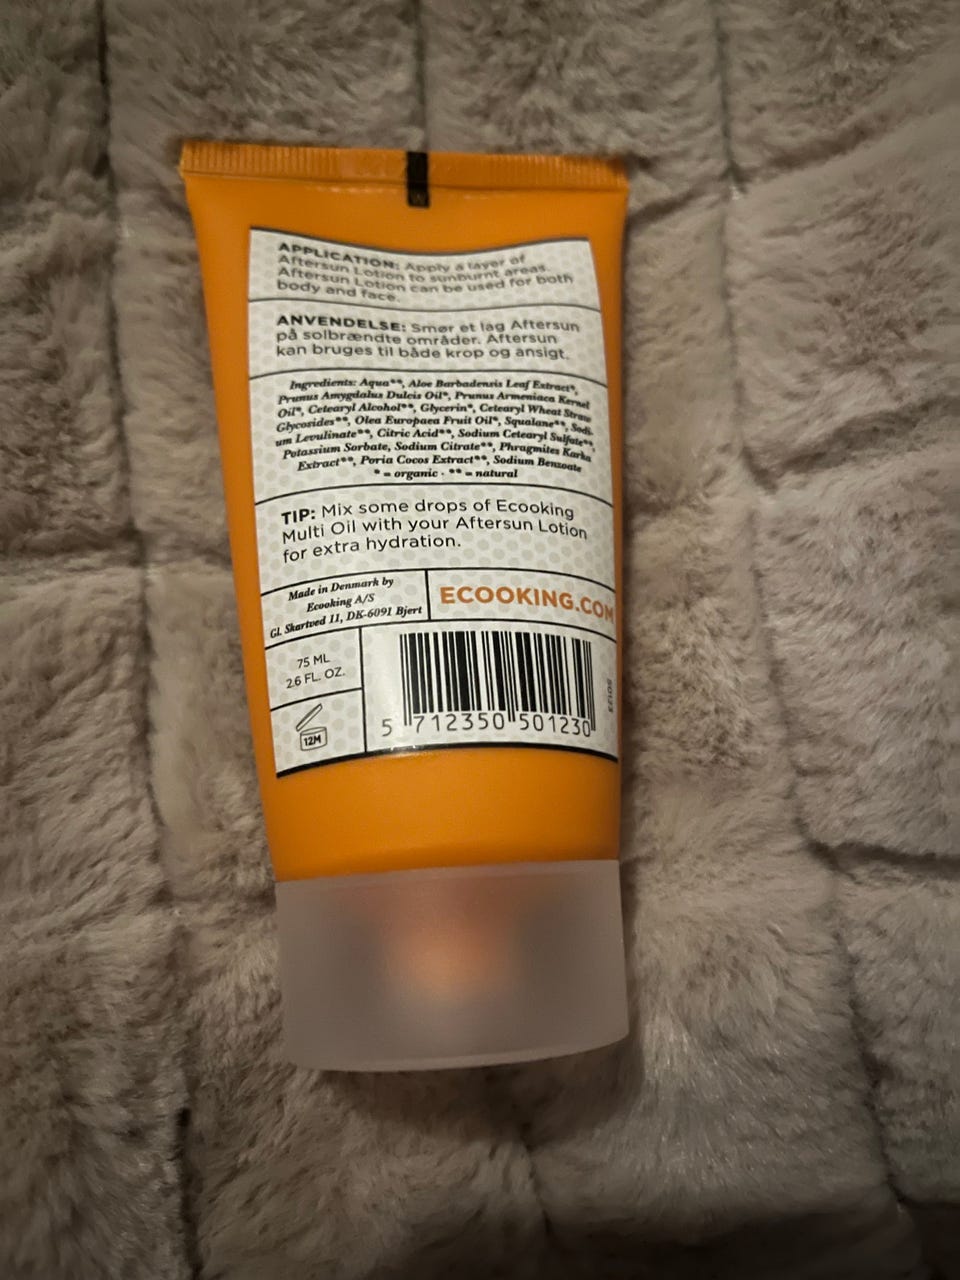 APPLICATION: Apply a layer of
Aftersun Lotion to sunburnt areas.
Aftersun Lotion can be used for both
body and face.
ANVENDELSE: Smør et lag Aftersun
på solbrændte områder. Aftersun
kan bruges til både krop og ansigt.
Ingredients: Aqua**, Aloe Barbadensis Leaf Extract*,
Prunus Amygdalus Dulcis Oil*, Prunus Armeniaca Kernel
Oil*, Cetearyl Alcohol**, Glycerin*, Cetearyl Wheat Straw
Glycosides**, Olea Europaea Fruit Oil*, Squalane**, Sodi-
um Levulinate**, Citric Acid**, Sodium Cetearyl Sulfate**,
Potassium Sorbate, Sodium Citrate**, Phragmites Karka
Extract**, Poria Cocos Extract**, Sodium Benzoate
* = organic · ** = natural
TIP: Mix some drops of Ecooking
Multi Oil with your Aftersun Lotion
for extra hydration.
Made in Denmark by
Ecooking A/S
Gl. Skartved 11, DK-6091 Bjert
ECOOKING.COM
75 ML
2.6 FL. OZ.
12M
5 712350 501230